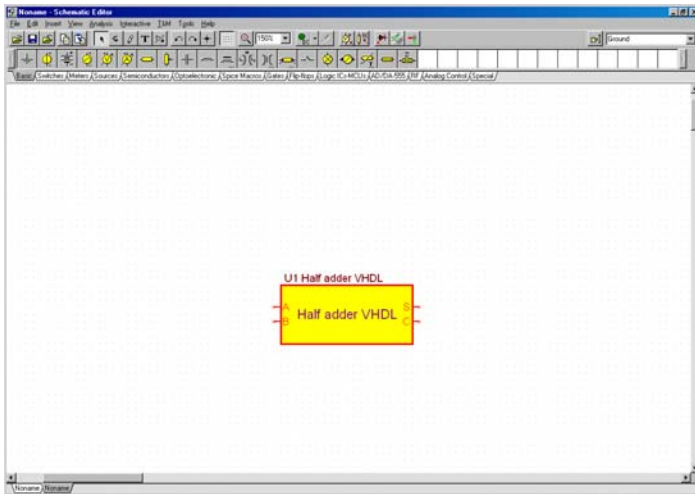 Noname - Schematic Editor
File Edit Insert View Analysis Interactive T&M Tools Help
150%
Ground
Basic Switches Meters Sources Semiconductors Optoelectronic Spice Macros Gates Flip-flops Logic ICs-MCUs AD/DA-555 RF Analog Control Special
U1 Half adder VHDL
A S
Half adder VHDL
B C
Noname Noname